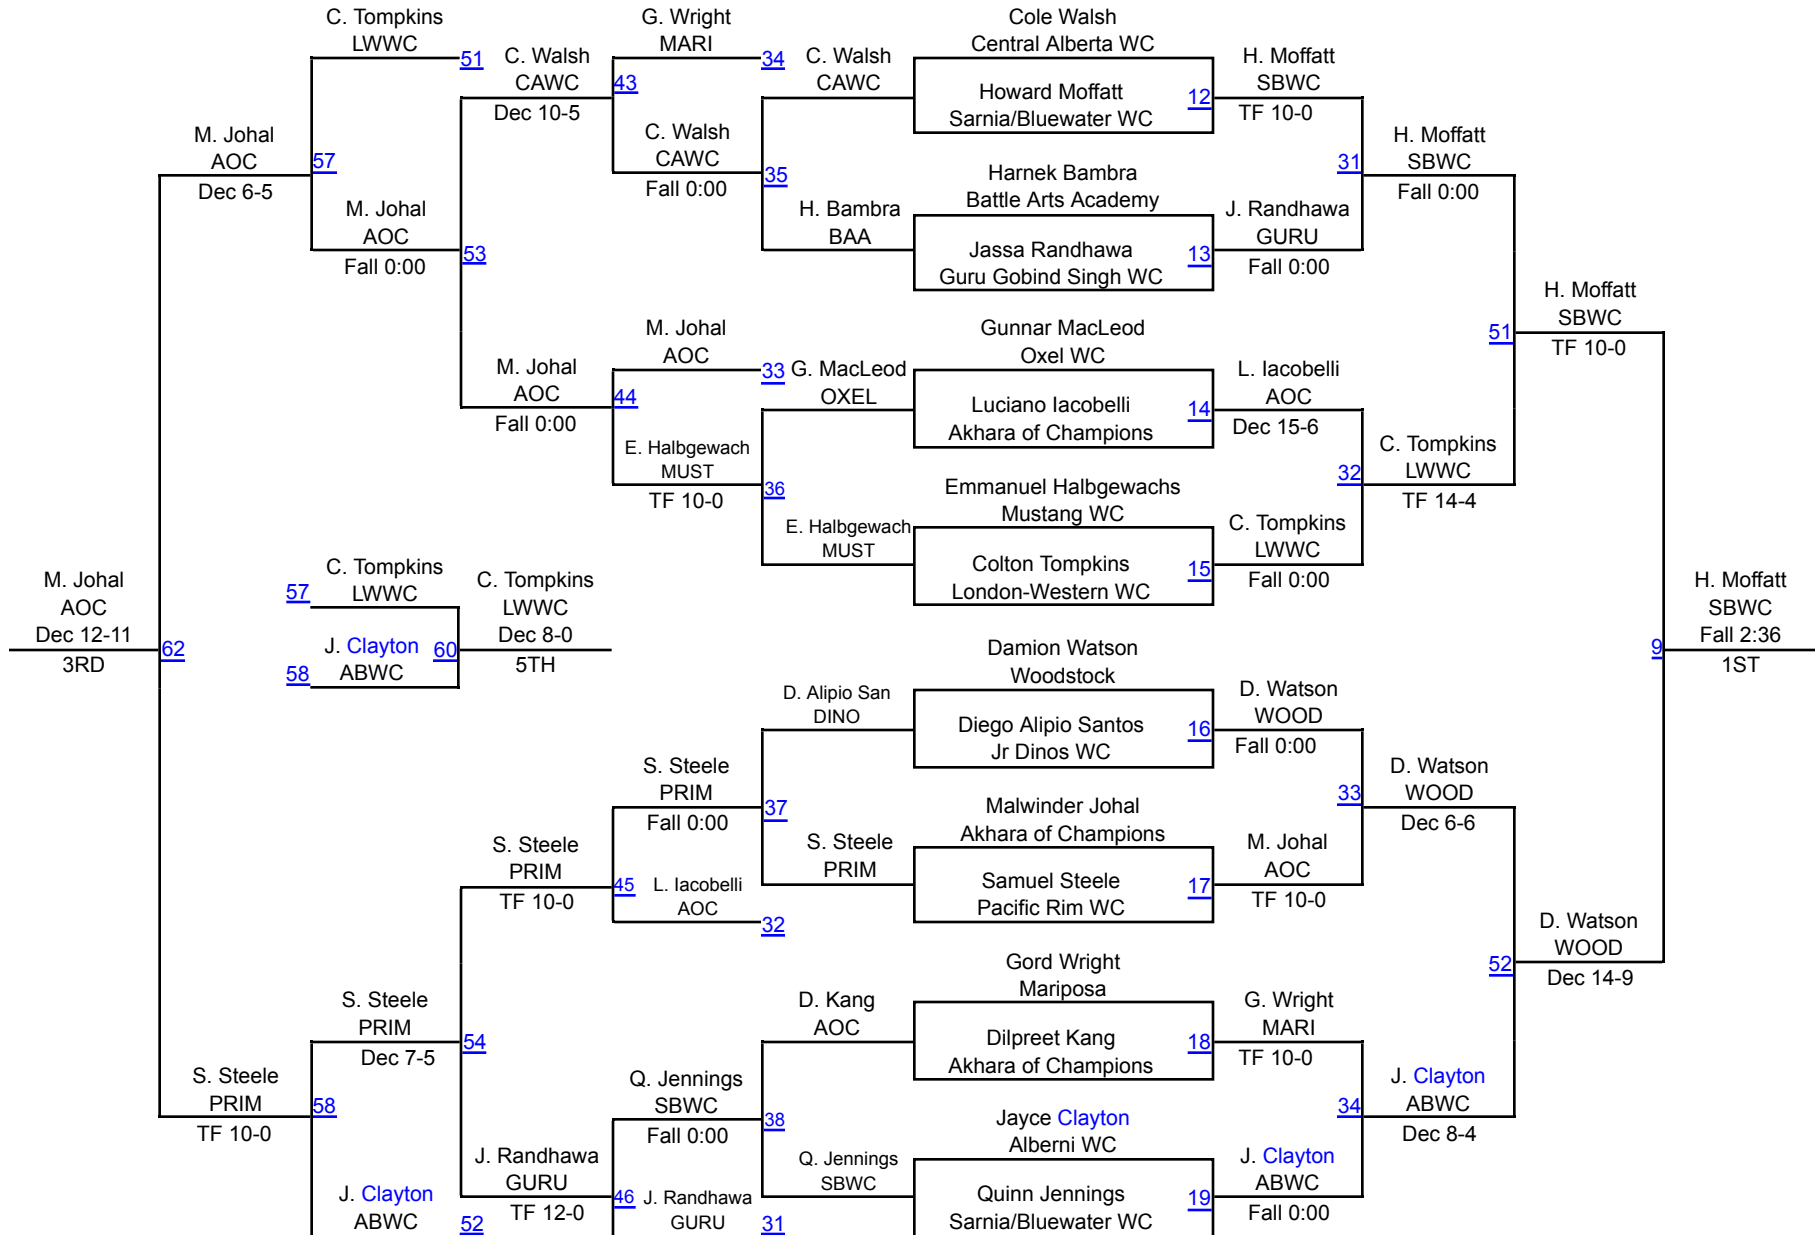 C. Tompkins
LWWC
51
C. Walsh
CAWC
Dec 10-5
G. Wright
MARI
34
43
C. Walsh
CAWC
Fall 0:00
C. Walsh
CAWC
35
H. Bambra
BAA
Cole Walsh
Central Alberta WC
Howard Moffatt
Sarnia/Bluewater WC
12
H. Moffatt
SBWC
TF 10-0
Harnek Bambra
Battle Arts Academy
Jassa Randhawa
Guru Gobind Singh WC
13
J. Randhawa
GURU
Fall 0:00
31
H. Moffatt
SBWC
Fall 0:00
M. Johal
AOC
Dec 6-5
57
M. Johal
AOC
Fall 0:00
53
M. Johal
AOC
Fall 0:00
M. Johal
AOC
33
44
E. Halbgewach
MUST
TF 10-0
G. MacLeod
OXEL
36
E. Halbgewach
MUST
Gunnar MacLeod
Oxel WC
Luciano Iacobelli
Akhara of Champions
14
L. Iacobelli
AOC
Dec 15-6
Emmanuel Halbgewachs
Mustang WC
Colton Tompkins
London-Western WC
15
C. Tompkins
LWWC
Fall 0:00
32
C. Tompkins
LWWC
TF 14-4
51
H. Moffatt
SBWC
TF 10-0
M. Johal
AOC
Dec 12-11
3RD
62
57
C. Tompkins
LWWC
58
J. Clayton
ABWC
60
C. Tompkins
LWWC
Dec 8-0
5TH
9
H. Moffatt
SBWC
Fall 2:36
1ST
D. Alipio San
DINO
S. Steele
PRIM
Fall 0:00
37
S. Steele
PRIM
S. Steele
PRIM
TF 10-0
45
L. Iacobelli
AOC
32
Damion Watson
Woodstock
Diego Alipio Santos
Jr Dinos WC
16
D. Watson
WOOD
Fall 0:00
Malwinder Johal
Akhara of Champions
Samuel Steele
Pacific Rim WC
17
M. Johal
AOC
TF 10-0
33
D. Watson
WOOD
Dec 6-6
52
D. Watson
WOOD
Dec 14-9
S. Steele
PRIM
Dec 7-5
54
S. Steele
PRIM
TF 10-0
58
J. Clayton
ABWC
52
J. Randhawa
GURU
TF 12-0
Q. Jennings
SBWC
Fall 0:00
46
J. Randhawa
GURU
31
D. Kang
AOC
38
Q. Jennings
SBWC
Gord Wright
Mariposa
Dilpreet Kang
Akhara of Champions
18
G. Wright
MARI
TF 10-0
Jayce Clayton
Alberni WC
Quinn Jennings
Sarnia/Bluewater WC
19
J. Clayton
ABWC
Fall 0:00
34
J. Clayton
ABWC
Dec 8-4